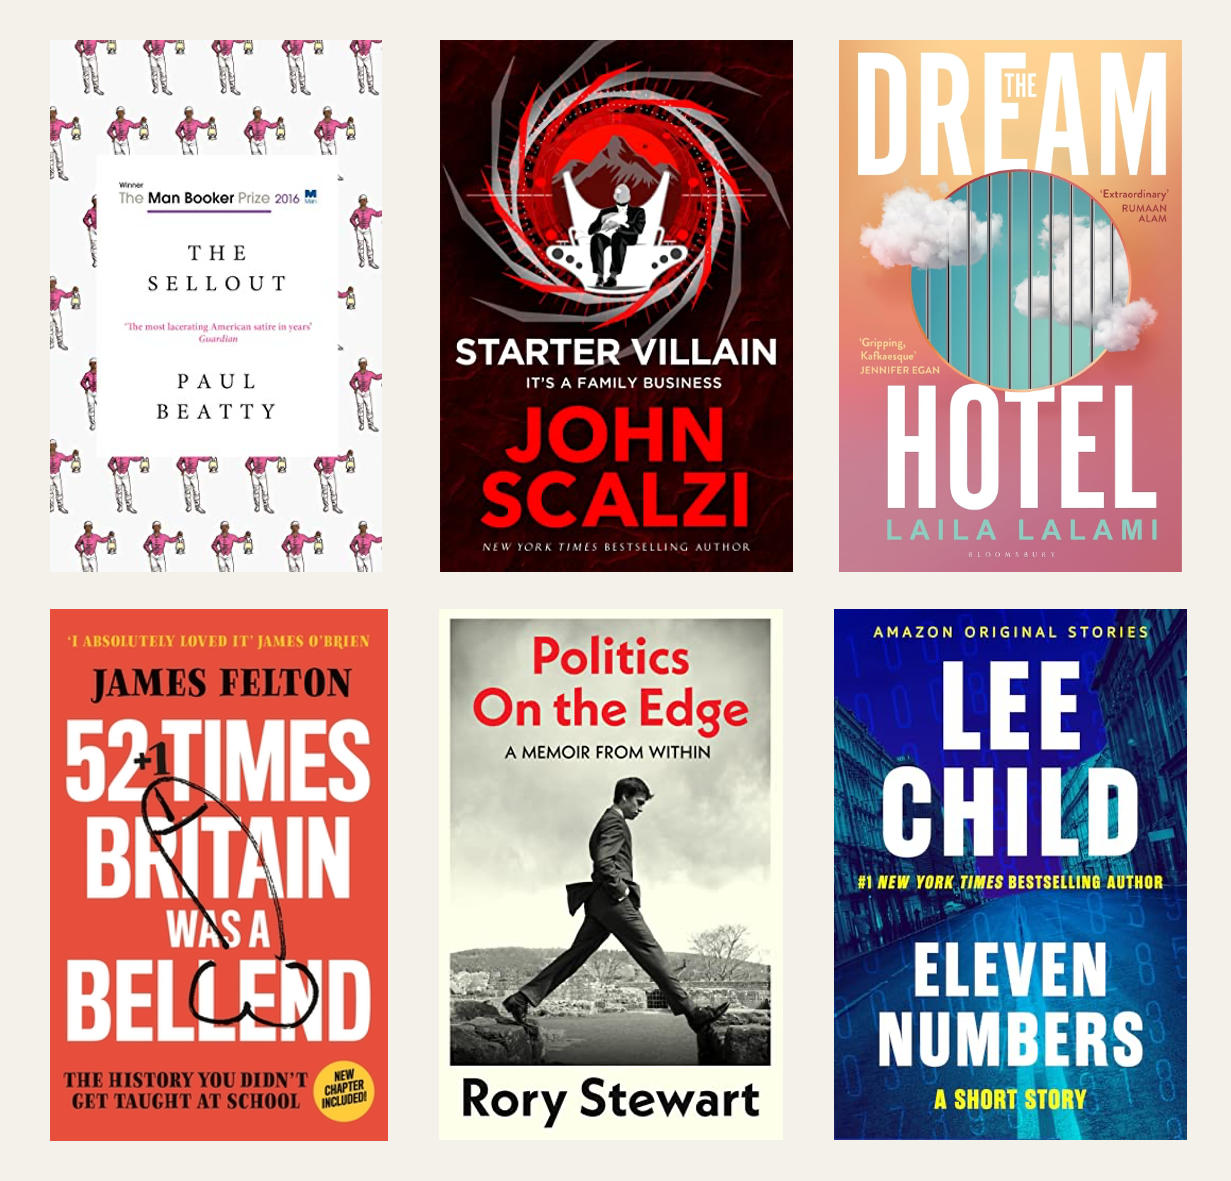 Winner
The Man Booker Prize 2016 Man
THE
SELLOUT
'The most lacerating American satire in years'
Guardian
PAUL
BEATTY
STARTER VILLAIN
IT'S A FAMILY BUSINESS
JOHN
SCALZI
NEW YORK TIMES BESTSELLING AUTHOR
THE
DREAM
'Extraordinary'
RUMAAN
ALAM
'Gripping,
Kafkaesque'
JENNIFER EGAN
HOTEL
LAILA LALAMI
BLOOMSBURY
'I ABSOLUTELY LOVED IT' JAMES O'BRIEN
JAMES FELTON
52+1 TIMES
BRITAIN
WAS A
BELLEND
THE HISTORY YOU DIDN'T
GET TAUGHT AT SCHOOL
NEW
CHAPTER
INCLUDED!
Politics
On the Edge
A MEMOIR FROM WITHIN
Rory Stewart
AMAZON ORIGINAL STORIES
LEE
CHILD
#1 NEW YORK TIMES BESTSELLING AUTHOR
ELEVEN
NUMBERS
A SHORT STORY